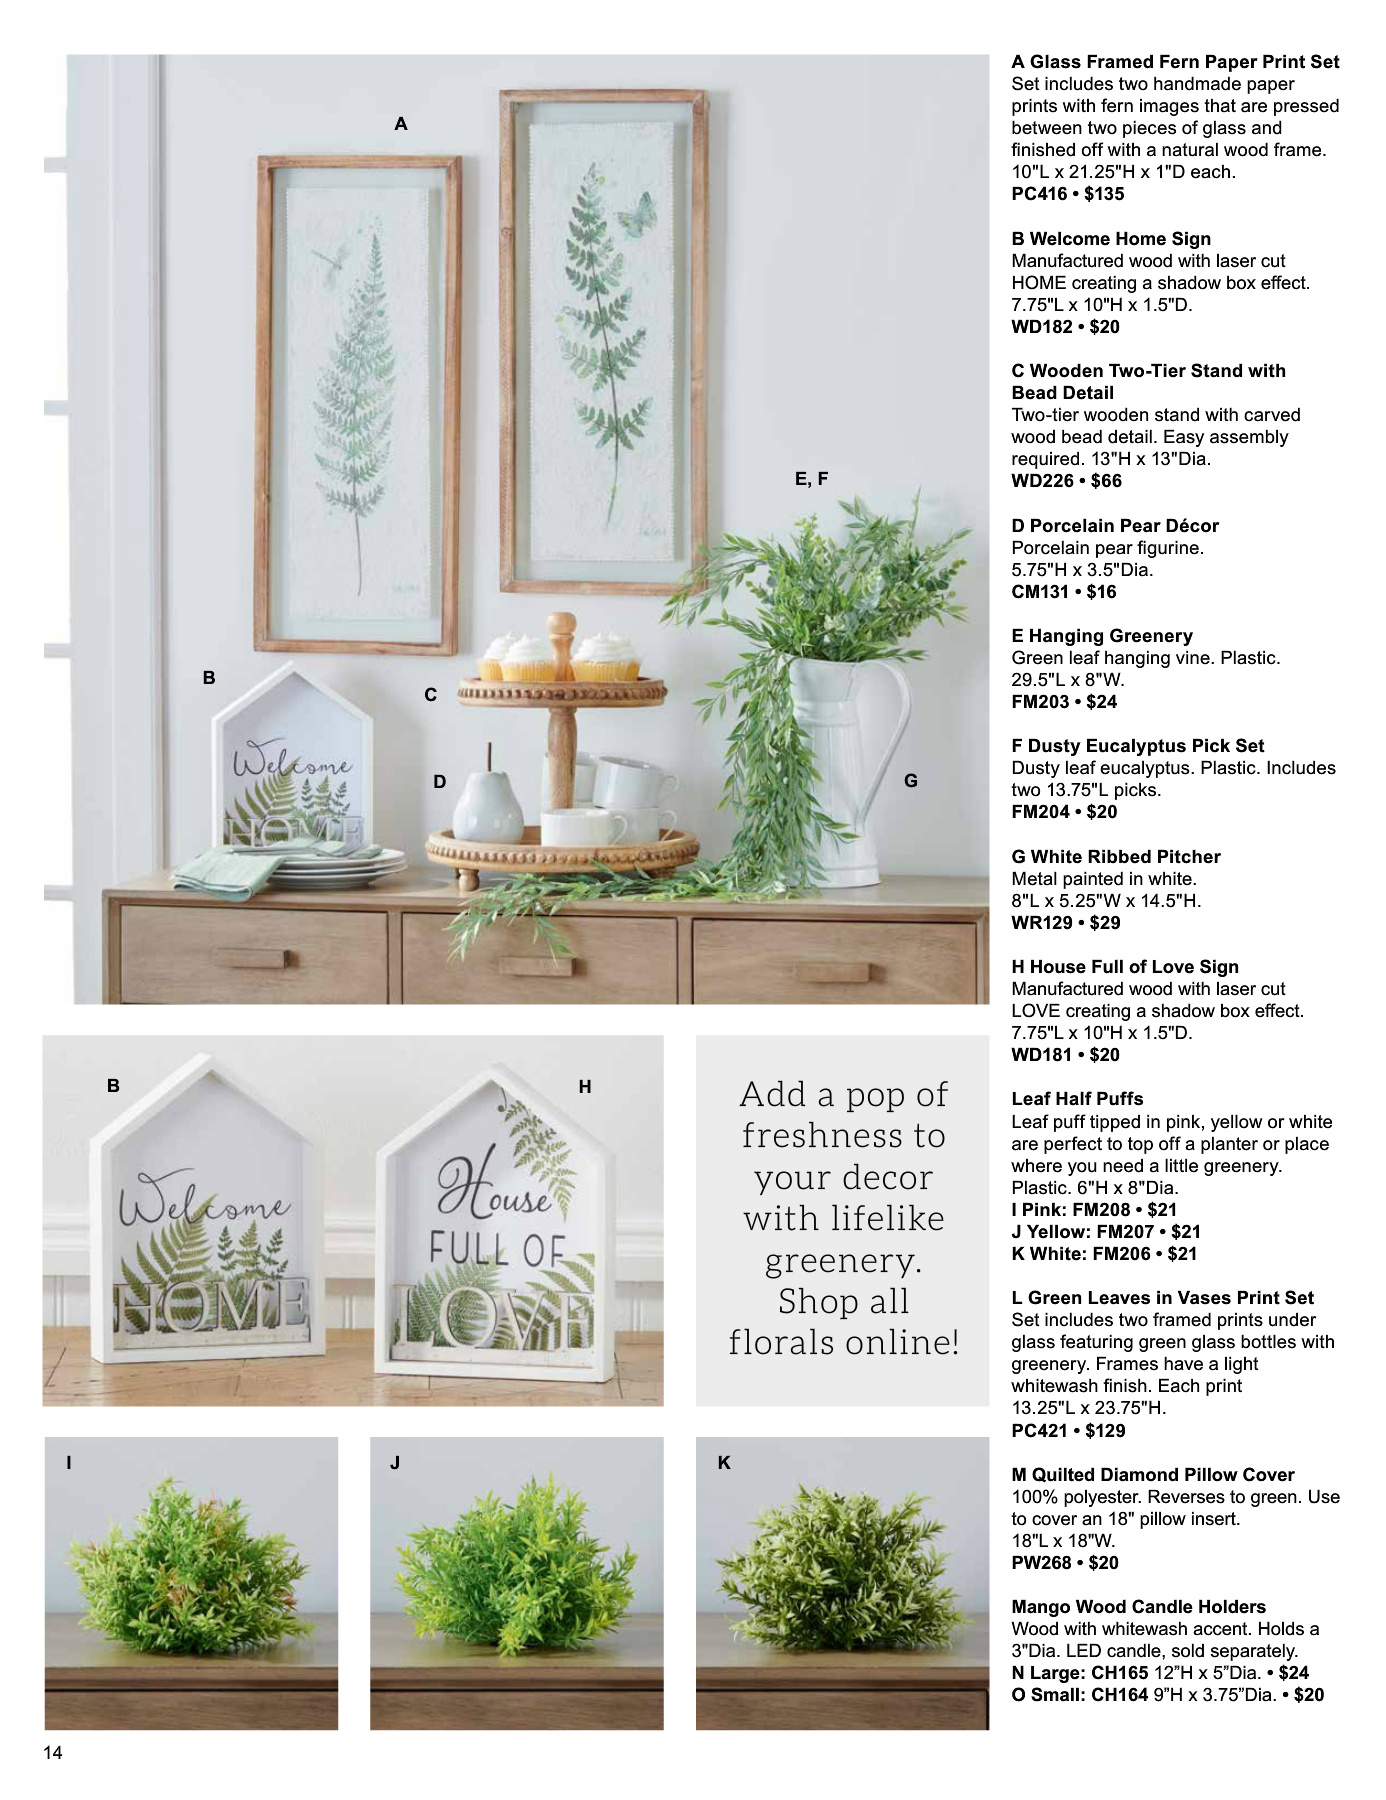 A
E, F
B
C
D
G
Welcome
HOME
B
H
Welcome
HOME
House
FULL OF
LOVE
Add a pop of
freshness to
your decor
with lifelike
greenery.
Shop all
florals online!
I
J
K
14
A Glass Framed Fern Paper Print Set
Set includes two handmade paper
prints with fern images that are pressed
between two pieces of glass and
finished off with a natural wood frame.
10"L x 21.25"H x 1"D each.
PC416 • $135
B Welcome Home Sign
Manufactured wood with laser cut
HOME creating a shadow box effect.
7.75"L x 10"H x 1.5"D.
WD182 • $20
C Wooden Two-Tier Stand with
Bead Detail
Two-tier wooden stand with carved
wood bead detail. Easy assembly
required. 13"H x 13"Dia.
WD226 • $66
D Porcelain Pear Décor
Porcelain pear figurine.
5.75"H x 3.5"Dia.
CM131 • $16
E Hanging Greenery
Green leaf hanging vine. Plastic.
29.5"L x 8"W.
FM203 • $24
F Dusty Eucalyptus Pick Set
Dusty leaf eucalyptus. Plastic. Includes
two 13.75"L picks.
FM204 • $20
G White Ribbed Pitcher
Metal painted in white.
8"L x 5.25"W x 14.5"H.
WR129 • $29
H House Full of Love Sign
Manufactured wood with laser cut
LOVE creating a shadow box effect.
7.75"L x 10"H x 1.5"D.
WD181 • $20
Leaf Half Puffs
Leaf puff tipped in pink, yellow or white
are perfect to top off a planter or place
where you need a little greenery.
Plastic. 6"H x 8"Dia.
I Pink: FM208 • $21
J Yellow: FM207 • $21
K White: FM206 • $21
L Green Leaves in Vases Print Set
Set includes two framed prints under
glass featuring green glass bottles with
greenery. Frames have a light
whitewash finish. Each print
13.25"L x 23.75"H.
PC421 • $129
M Quilted Diamond Pillow Cover
100% polyester. Reverses to green. Use
to cover an 18" pillow insert.
18"L x 18"W.
PW268 • $20
Mango Wood Candle Holders
Wood with whitewash accent. Holds a
3"Dia. LED candle, sold separately.
N Large: CH165 12”H x 5”Dia. • $24
O Small: CH164 9”H x 3.75”Dia. • $20